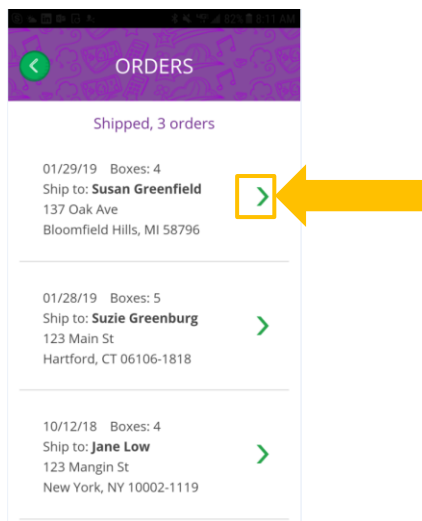 82% 8:11 AM
ORDERS
Shipped, 3 orders
01/29/19 Boxes: 4
Ship to: Susan Greenfield
137 Oak Ave
Bloomfield Hills, MI 58796
01/28/19 Boxes: 5
Ship to: Suzie Greenburg
123 Main St
Hartford, CT 06106-1818
10/12/18 Boxes: 4
Ship to: Jane Low
123 Mangin St
New York, NY 10002-1119